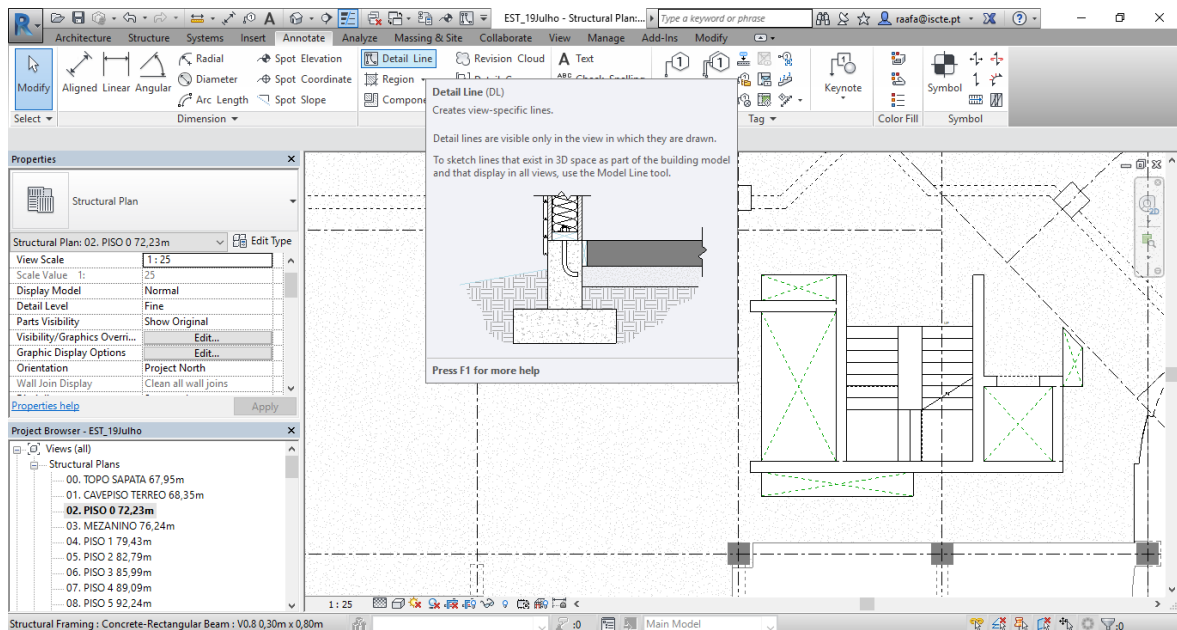 EST_19Julho - Structural Plan:...
Type a keyword or phrase
raafa@iscte.pt
Architecture Structure Systems Insert Annotate Analyze Massing & Site Collaborate View Manage Add-Ins Modify
Modify
Aligned Linear Angular
Radial
Diameter
Arc Length
Spot Elevation
Spot Coordinate
Spot Slope
Detail Line
Region
Compone
Revision Cloud
A Text
Keynote
Symbol
Select Dimension Tag Color Fill Symbol
Detail Line (DL)
Creates view-specific lines.
Detail lines are visible only in the view in which they are drawn.
To sketch lines that exist in 3D space as part of the building model
and that display in all views, use the Model Line tool.
Press F1 for more help
Properties
Structural Plan
Structural Plan: 02. PISO 0 72,23m Edit Type
View Scale 1 : 25
Scale Value 1: 25
Display Model Normal
Detail Level Fine
Parts Visibility Show Original
Visibility/Graphics Overri... Edit...
Graphic Display Options Edit...
Orientation Project North
Wall Join Display Clean all wall joins
Properties help Apply
Project Browser - EST_19Julho
Views (all)
Structural Plans
00. TOPO SAPATA 67,95m
01. CAVEPISO TERREO 68,35m
02. PISO 0 72,23m
03. MEZANINO 76,24m
04. PISO 1 79,43m
05. PISO 2 82,79m
06. PISO 3 85,99m
07. PISO 4 89,09m
08. PISO 5 92,24m
1 : 25
Structural Framing : Concrete-Rectangular Beam : V0.8 0,30m x 0,80m
:0
Main Model
:0